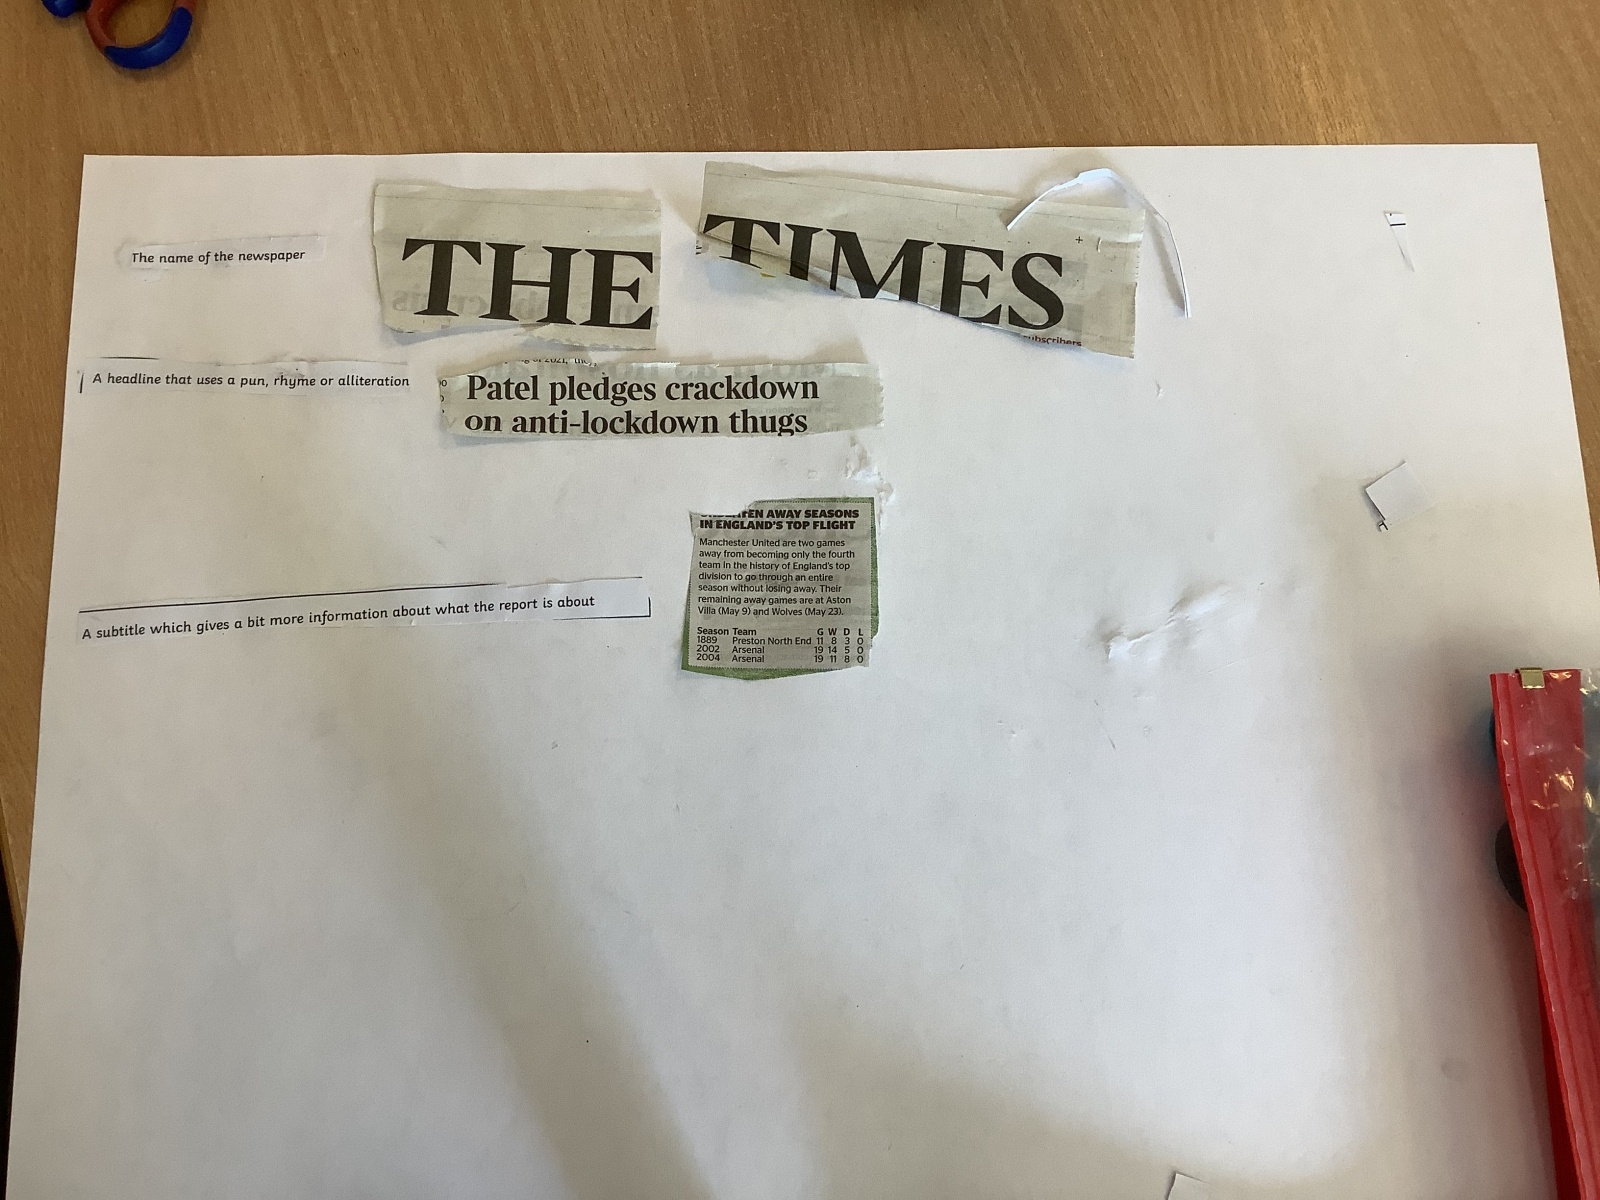 The name of the newspaper
THE TIMES
subscribers
A headline that uses a pun, rhyme or alliteration
Patel pledges crackdown
on anti-lockdown thugs
AWAY SEASONS
IN ENGLAND'S TOP FLIGHT
Manchester United are two games
away from becoming only the fourth
team in the history of England's top
division to go through an entire
season without losing away. Their
remaining away games are at Aston
Villa (May 9) and Wolves (May 23).
Season Team G W D L
1889 Preston North End 11 8 3 0
2002 Arsenal 19 14 5 0
2004 Arsenal 19 11 8 0
A subtitle which gives a bit more information about what the report is about